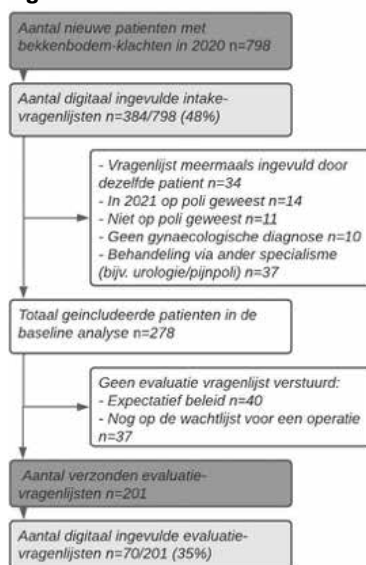 Aantal nieuwe patienten met
bekkenbodem-klachten in 2020 n=798
Aantal digitaal ingevulde intake-
vragenlijsten n=384/798 (48%)
- Vragenlijst meermaals ingevuld door
dezelfde patient n=34
- In 2021 op poli geweest n=14
- Niet op poli geweest n=11
- Geen gynaecologische diagnose n=10
- Behandeling via ander specialisme
(bijv. urologie/pijnpoli) n=37
Totaal geincludeerde patienten in de
baseline analyse n=278
Geen evaluatie vragenlijst verstuurd:
- Expectatief beleid n=40
- Nog op de wachtlijst voor een operatie
n=37
Aantal verzonden evaluatie-
vragenlijsten n=201
Aantal digitaal ingevulde evaluatie-
vragenlijsten n=70/201 (35%)